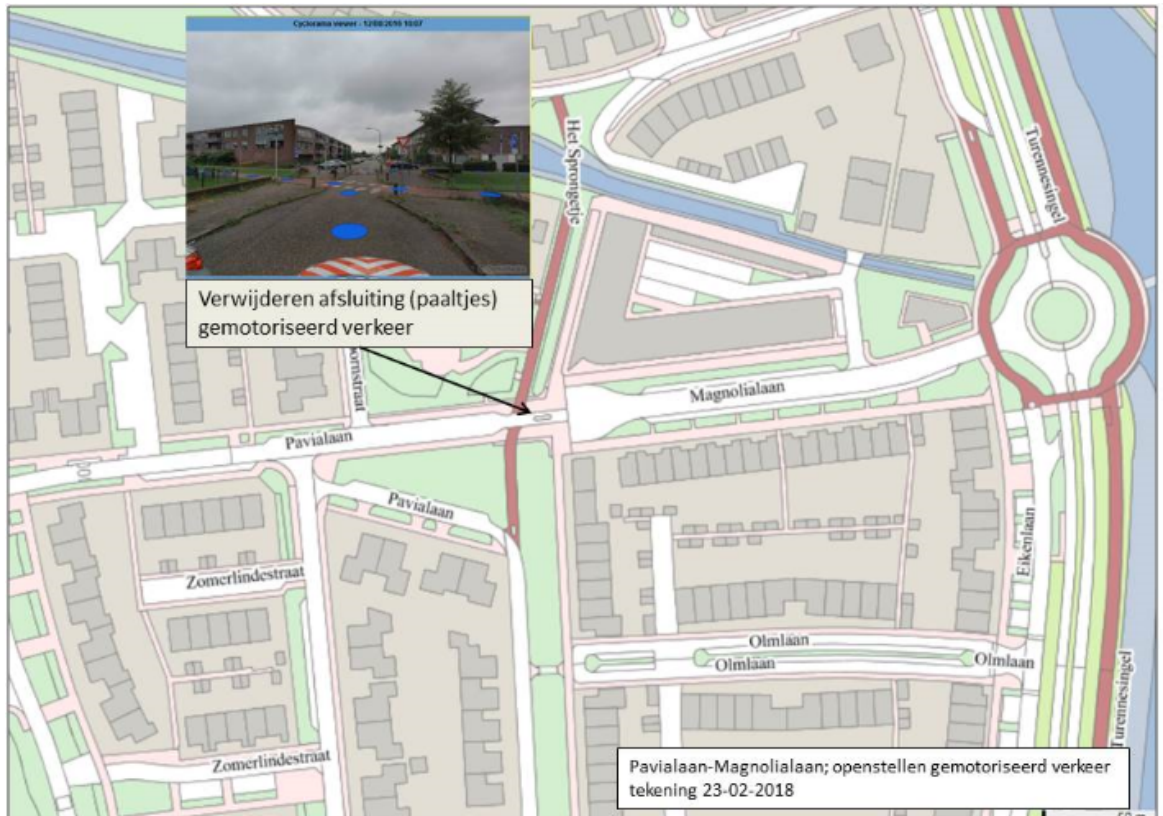 Cyclorama viewer - 12/08/2016 10:07
Het Sprongetje
Turennesingel
Verwijderen afsluiting (paaltjes)
gemotoriseerd verkeer
Magnolialaan
Pavialaan
Pavialaan
Zomerlindestraat
Eikenlaan
Olmlaan
Olmlaan
Olmlaan
Turennesingel
Zomerlindestraat
Pavialaan-Magnolialaan; openstellen gemotoriseerd verkeer
tekening 23-02-2018